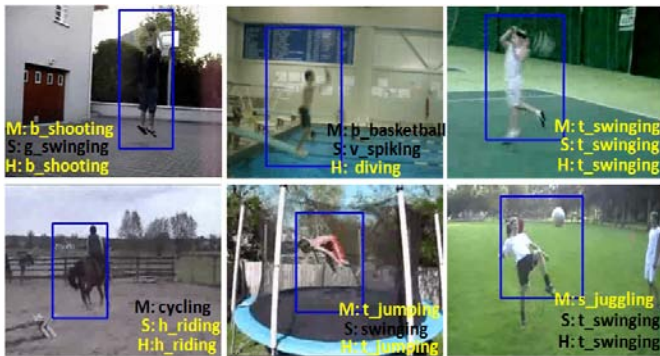 M: b_shooting
S: g_swinging
H: b_shooting
M: b_basketball
S: v_spiking
H: diving
M: t_swinging
S: t_swinging
H: t_swinging
M: cycling
S: h_riding
H:h_riding
M: t_jumping
S: swinging
H: t_jumping
M: s_juggling
S: t_swinging
H: t_swinging